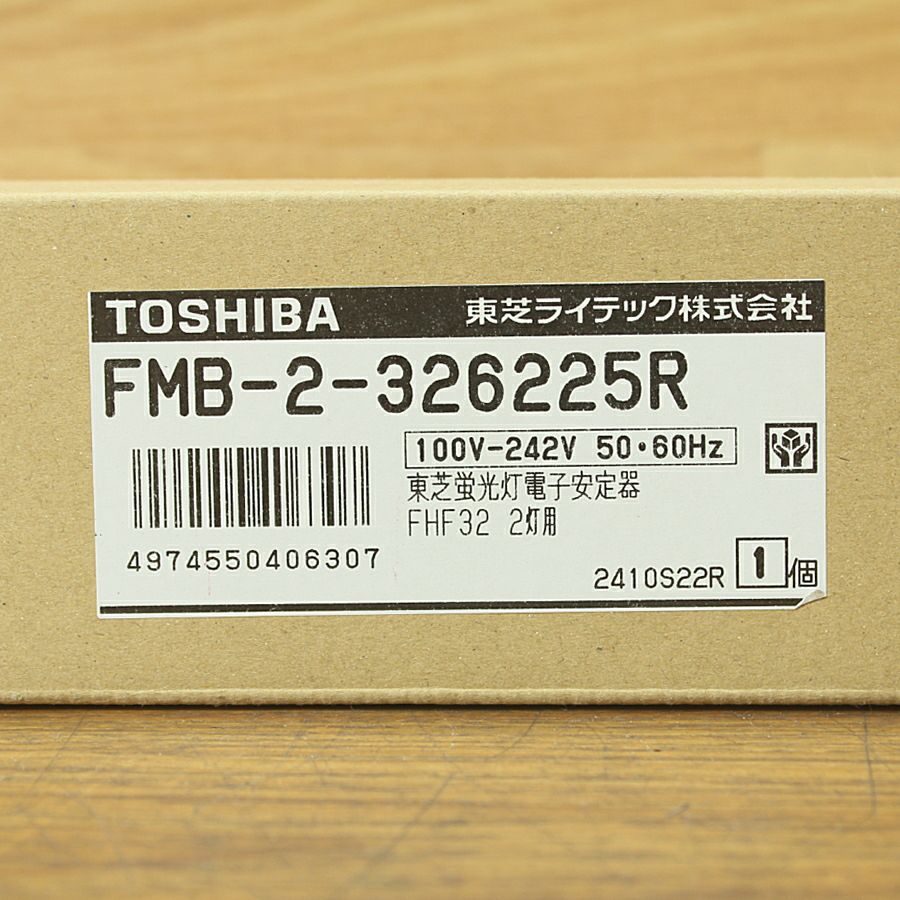 TOSHIBA 東芝ライテック株式会社
FMB-2-326225R
100V-242V 50・60Hz
東芝蛍光灯電子安定器
FHF32 2灯用
4974550406307
2410S22R 1個